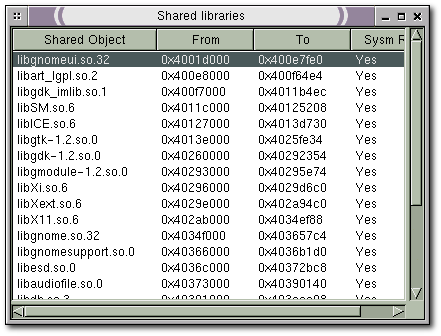 Shared libraries
Shared Object From To Sysm R
libgnomeui.so.32 0x4001d000 0x400e7fe0 Yes
libart_lgpl.so.2 0x400e8000 0x400f64e4 Yes
libgdk_imlib.so.1 0x400f7000 0x4011b4ec Yes
libSM.so.6 0x4011c000 0x40125208 Yes
libICE.so.6 0x40127000 0x4013d730 Yes
libgtk-1.2.so.0 0x4013e000 0x4025fe34 Yes
libgdk-1.2.so.0 0x40260000 0x40292354 Yes
libgmodule-1.2.so.0 0x40293000 0x40295e74 Yes
libXi.so.6 0x40296000 0x4029d6c0 Yes
libXext.so.6 0x4029e000 0x402a94c0 Yes
libX11.so.6 0x402ab000 0x4034ef88 Yes
libgnome.so.32 0x4034f000 0x403657c4 Yes
libgnomesupport.so.0 0x40366000 0x4036b1d0 Yes
libesd.so.0 0x4036c000 0x40372bc8 Yes
libaudiofile.so.0 0x40373000 0x40390140 Yes
libdb.so.3 0x40391000 Yes